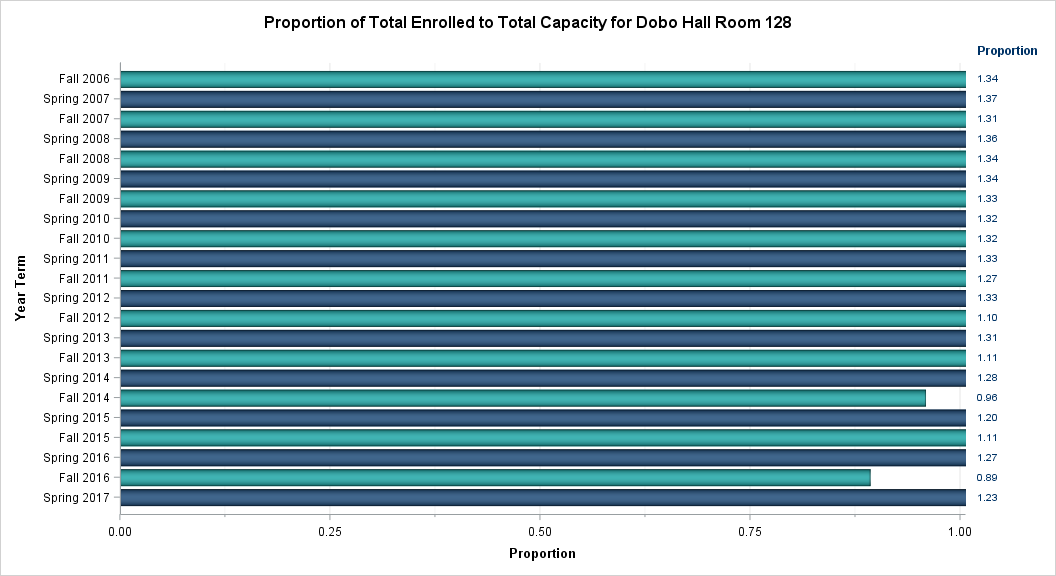 Proportion of Total Enrolled to Total Capacity for Dobo Hall Room 128
Proportion
Fall 2006 1.34
Spring 2007 1.37
Fall 2007 1.31
Spring 2008 1.36
Fall 2008 1.34
Spring 2009 1.34
Fall 2009 1.33
Spring 2010 1.32
Fall 2010 1.32
Spring 2011 1.33
Fall 2011 1.27
Spring 2012 1.33
Fall 2012 1.10
Spring 2013 1.31
Fall 2013 1.11
Spring 2014 1.28
Fall 2014 0.96
Spring 2015 1.20
Fall 2015 1.11
Spring 2016 1.27
Fall 2016 0.89
Spring 2017 1.23
Year Term
0.00 0.25 0.50 0.75 1.00
Proportion